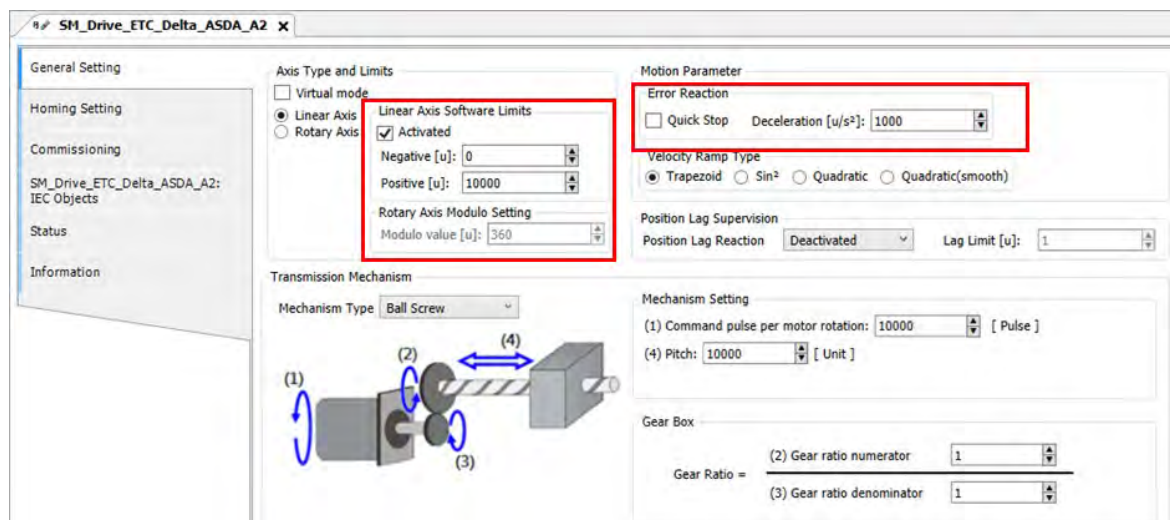 SM_Drive_ETC_Delta_ASDA_A2 X
General Setting
Homing Setting
Commissioning
SM_Drive_ETC_Delta_ASDA_A2:
IEC Objects
Status
Information
Axis Type and Limits
Virtual mode
Linear Axis
Rotary Axis
Linear Axis Software Limits
Activated
Negative [u]: 0
Positive [u]: 10000
Rotary Axis Modulo Setting
Modulo value [u]: 360
Motion Parameter
Error Reaction
Quick Stop Deceleration [u/s²]: 1000
Velocity Ramp Type
Trapezoid Sin² Quadratic Quadratic(smooth)
Position Lag Supervision
Position Lag Reaction Deactivated Lag Limit [u]: 1
Transmission Mechanism
Mechanism Type Ball Screw
(1)
(2)
(4)
(3)
Mechanism Setting
(1) Command pulse per motor rotation: 10000 [ Pulse ]
(4) Pitch: 10000 [ Unit ]
Gear Box
Gear Ratio =
(2) Gear ratio numerator 1
(3) Gear ratio denominator 1